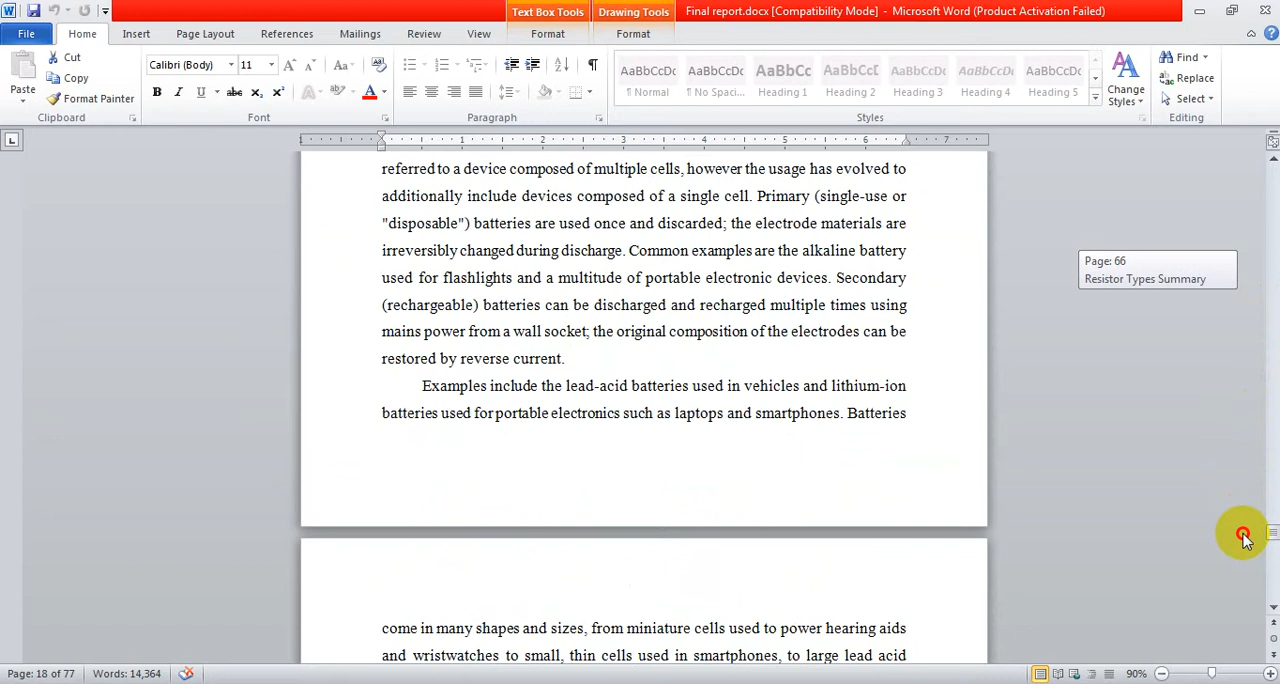 Text Box Tools
Drawing Tools
Final report.docx [Compatibility Mode] - Microsoft Word (Product Activation Failed)
File
Home
Insert
Page Layout
References
Mailings
Review
View
Format
Format
Paste
Cut
Copy
Format Painter
Clipboard
Calibri (Body)
11
Font
Paragraph
AaBbCcDc
¶ Normal
AaBbCcDc
¶ No Spaci...
AaBbCc
Heading 1
AaBbCcD
Heading 2
AaBbCcDc
Heading 3
AaBbCcDc
Heading 4
AaBbCcDc
Heading 5
Change
Styles
Styles
Find
Replace
Select
Editing
1 1 2 3 4 5 6 7
referred to a device composed of multiple cells, however the usage has evolved to
additionally include devices composed of a single cell. Primary (single-use or
"disposable") batteries are used once and discarded; the electrode materials are
irreversibly changed during discharge. Common examples are the alkaline battery
used for flashlights and a multitude of portable electronic devices. Secondary
(rechargeable) batteries can be discharged and recharged multiple times using
mains power from a wall socket; the original composition of the electrodes can be
restored by reverse current.
Examples include the lead-acid batteries used in vehicles and lithium-ion
batteries used for portable electronics such as laptops and smartphones. Batteries
Page: 66
Resistor Types Summary
come in many shapes and sizes, from miniature cells used to power hearing aids
and wristwatches to small, thin cells used in smartphones, to large lead acid
Page: 18 of 77
Words: 14,364
90%